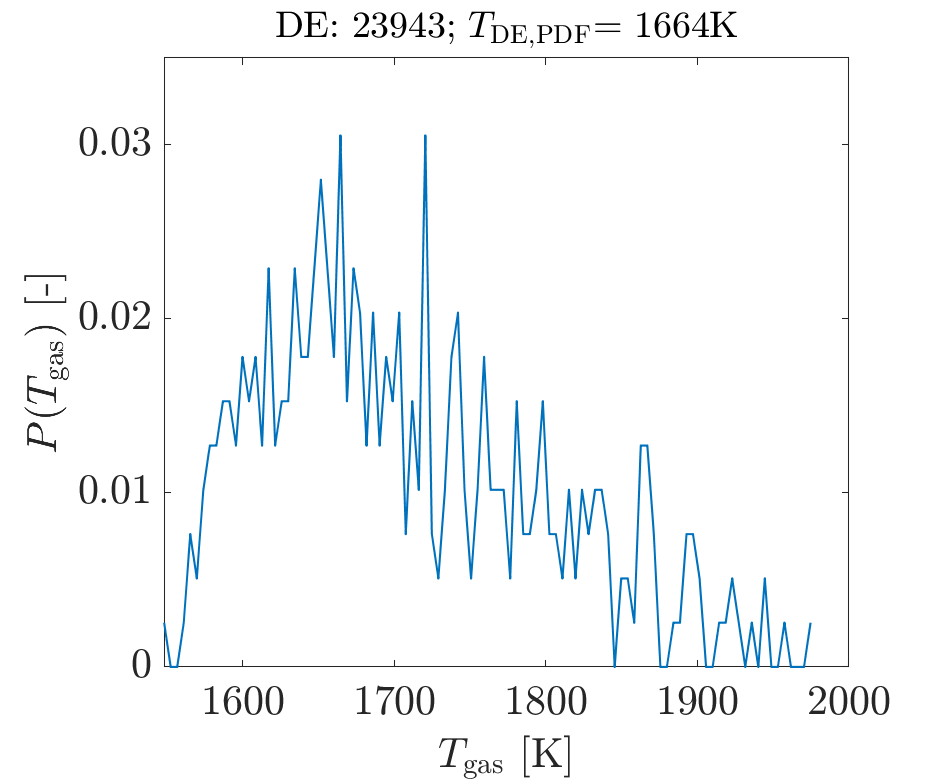 DE: 23943; T_DE,PDF= 1664K
0.03
0.02
0.01
0
P(T_gas) [-]
1600 1700 1800 1900 2000
T_gas [K]